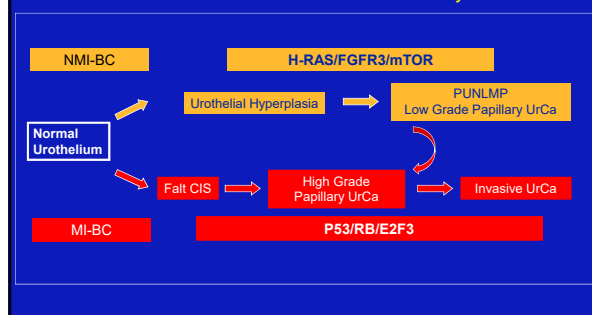 NMI-BC
H-RAS/FGFR3/mTOR
Urothelial Hyperplasia
PUNLMP
Low Grade Papillary UrCa
Normal
Urothelium
Falt CIS
High Grade
Papillary UrCa
Invasive UrCa
MI-BC
P53/RB/E2F3